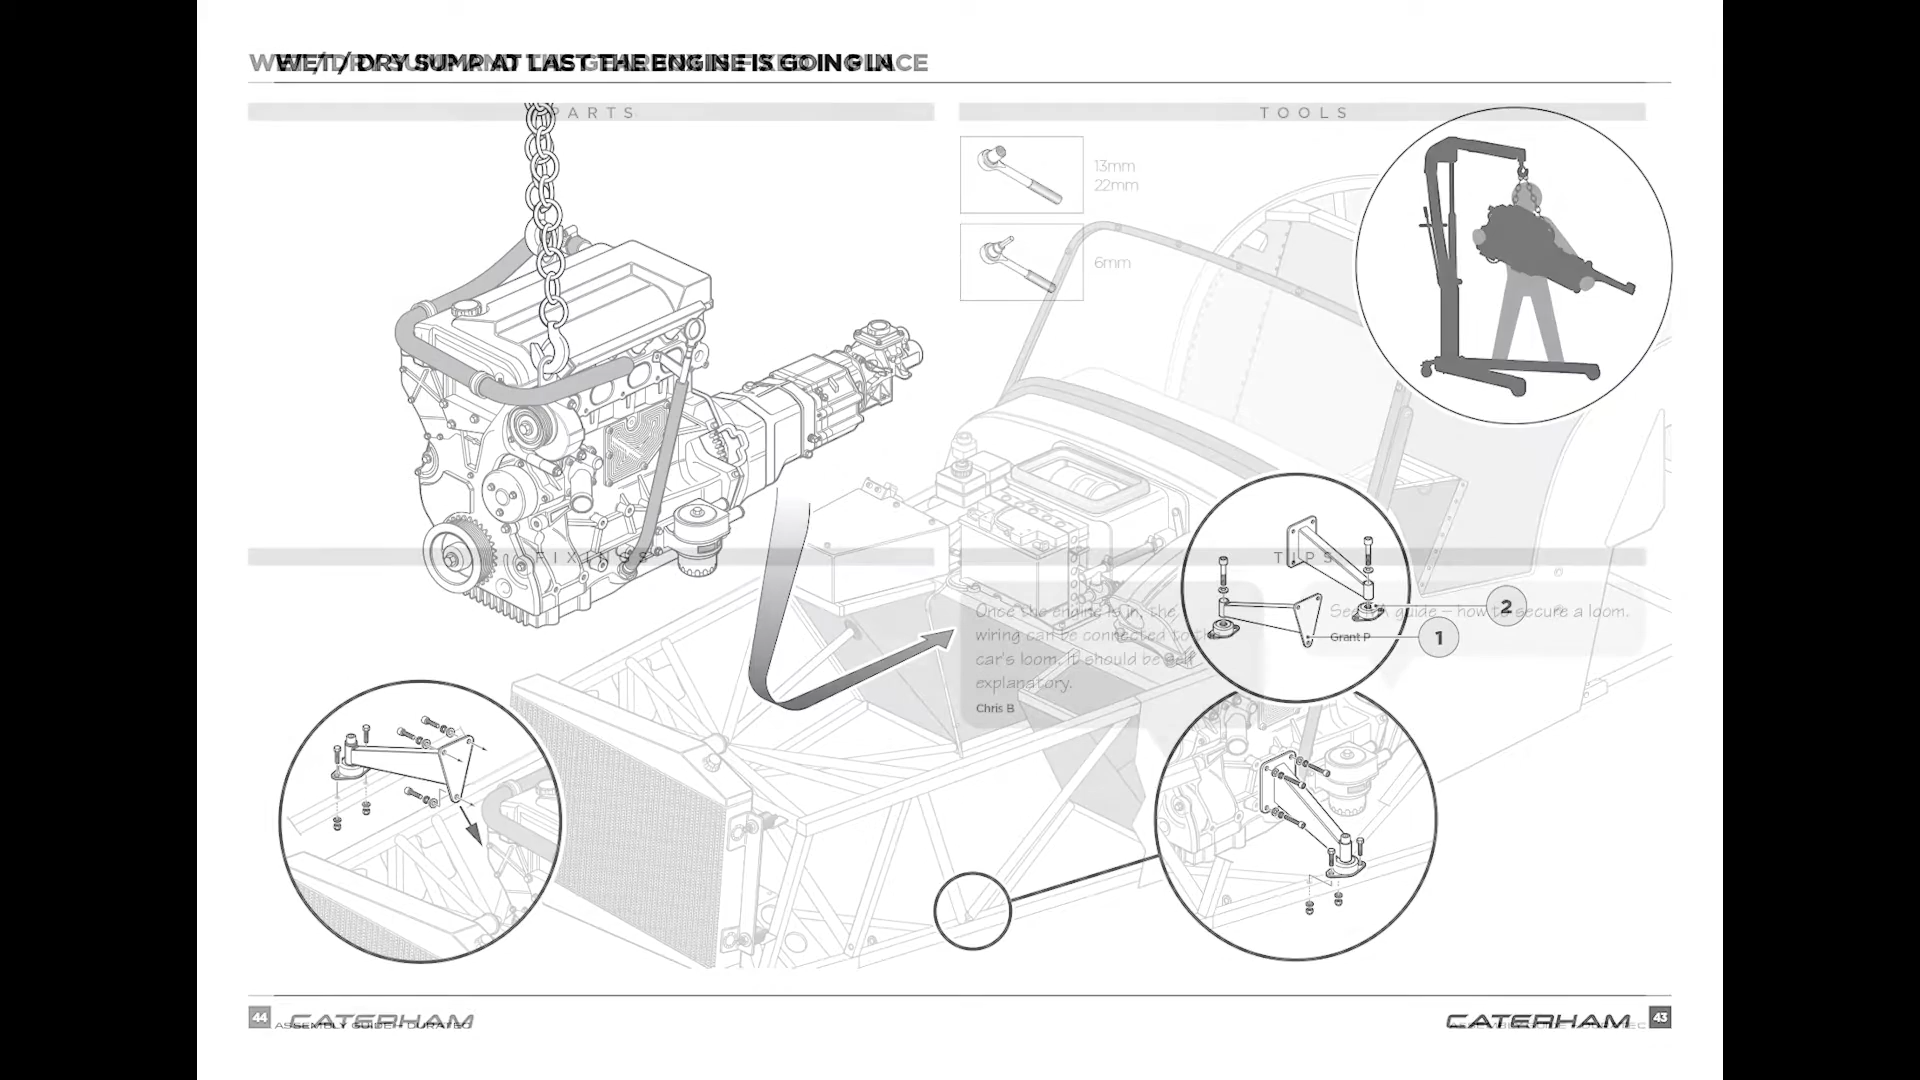 WET / DRY SUMP AT LAST THE ENGINE IS GOING IN
PARTS
TOOLS
13mm
22mm
6mm
FIXINGS
TIPS
Once the engine is in, the
wiring can be connected to
car's loom. It should be self
explanatory.
Chris B
guide – how to secure a loom.
Grant P
2
1
44
ASSEMBLY GUIDE - DURATEC
CATERHAM
CATERHAM
43